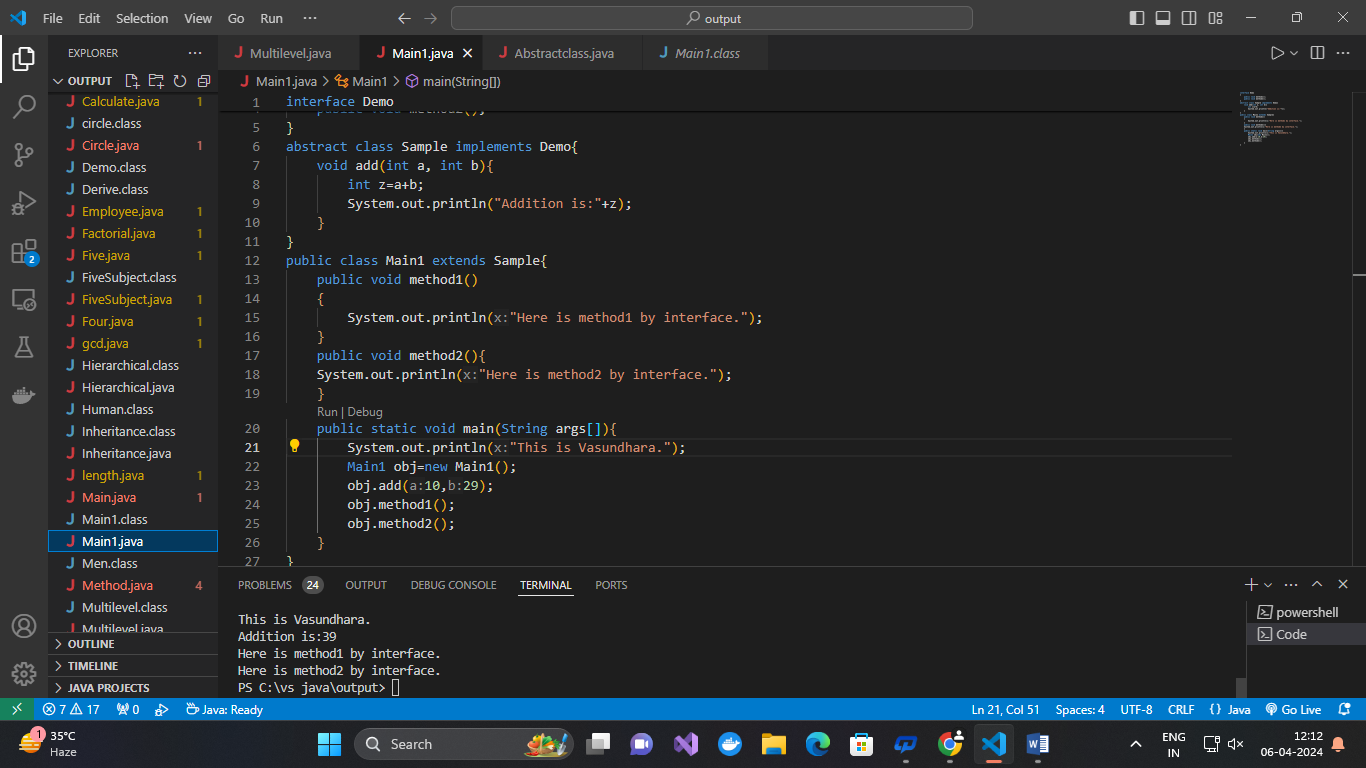 File Edit Selection View Go Run ··· output
EXPLORER ···
OUTPUT
Calculate.java 1
circle.class
Circle.java 1
Demo.class
Derive.class
Employee.java 1
Factorial.java 1
Five.java 1
FiveSubject.class
FiveSubject.java 1
Four.java 1
gcd.java 1
Hierarchical.class
Hierarchical.java
Human.class
Inheritance.class
Inheritance.java
length.java 1
Main.java 1
Main1.class
Main1.java
Men.class
Method.java 4
Multilevel.class
Multilevel.java
OUTLINE
TIMELINE
JAVA PROJECTS
2
Multilevel.java Main1.java Abstractclass.java Main1.class
Main1.java > Main1 > main(String[])
1 interface Demo
public void method2();
5 }
6 abstract class Sample implements Demo{
7 void add(int a, int b){
8 int z=a+b;
9 System.out.println("Addition is:"+z);
10 }
11 }
12 public class Main1 extends Sample{
13 public void method1()
14 {
15 System.out.println(x:"Here is method1 by interface.");
16 }
17 public void method2(){
18 System.out.println(x:"Here is method2 by interface.");
19 }
Run | Debug
20 public static void main(String args[]){
21 System.out.println(x:"This is Vasundhara.");
22 Main1 obj=new Main1();
23 obj.add(a:10,b:29);
24 obj.method1();
25 obj.method2();
26 }
27 }
PROBLEMS 24 OUTPUT DEBUG CONSOLE TERMINAL PORTS
This is Vasundhara.
Addition is:39
Here is method1 by interface.
Here is method2 by interface.
PS C:\vs java\output>
powershell
Code
7 17 0 Java: Ready Ln 21, Col 51 Spaces: 4 UTF-8 CRLF {} Java Go Live
1
35°C
Haze
Search
ENG
IN
12:12
06-04-2024